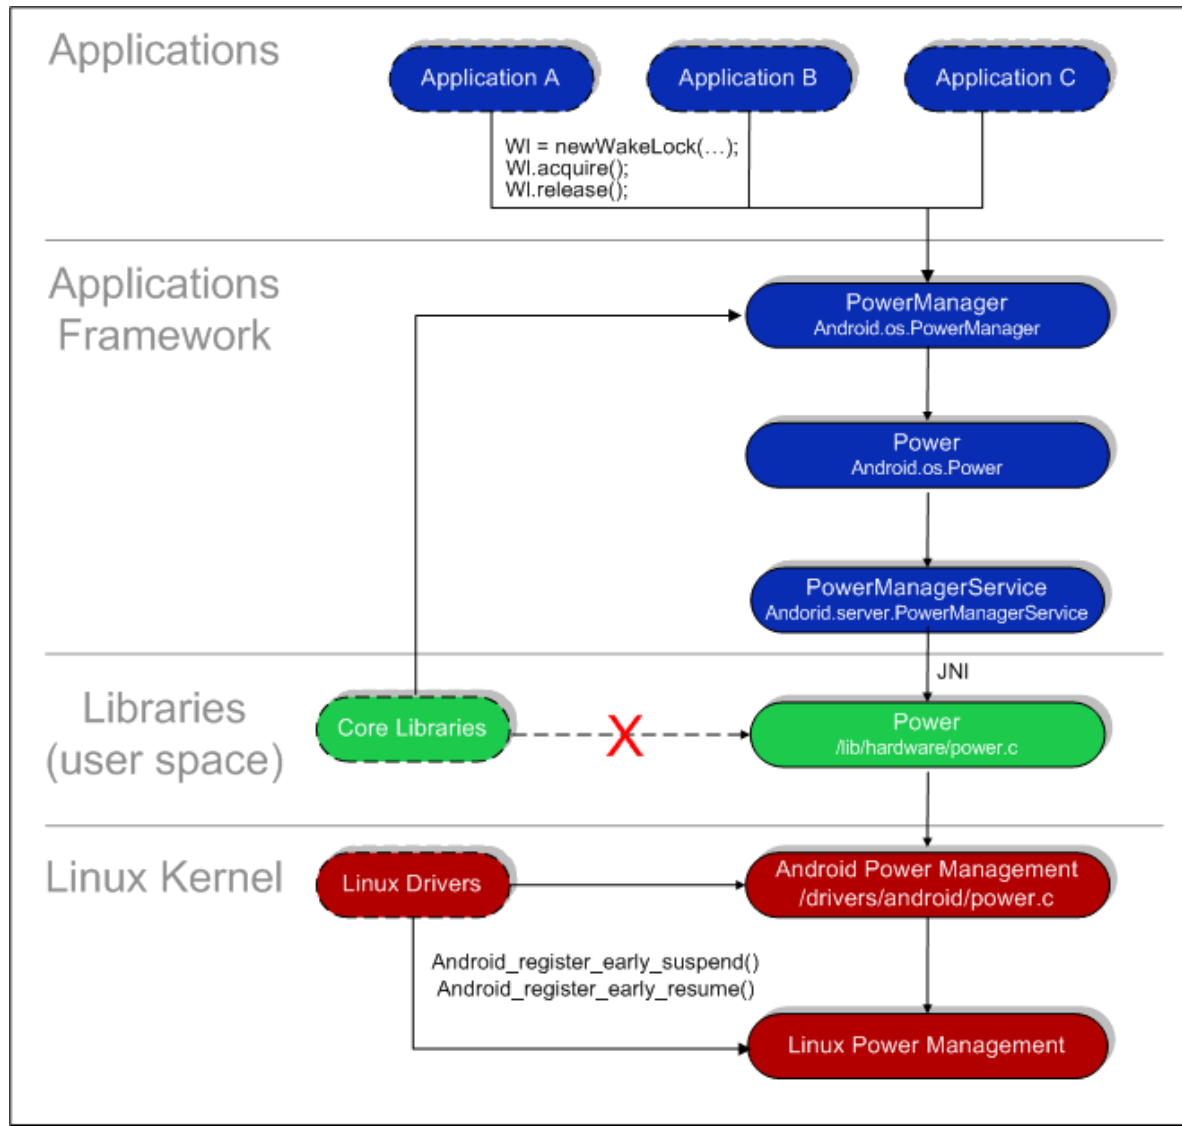 Applications
Application A
Application B
Application C
Wl = newWakeLock(…);
Wl.acquire();
Wl.release();
Applications
Framework
PowerManager
Android.os.PowerManager
Power
Android.os.Power
PowerManagerService
Andorid.server.PowerManagerService
JNI
Libraries
(user space)
Core Libraries
X
Power
/lib/hardware/power.c
Linux Kernel
Linux Drivers
Android Power Management
/drivers/android/power.c
Android_register_early_suspend()
Android_register_early_resume()
Linux Power Management